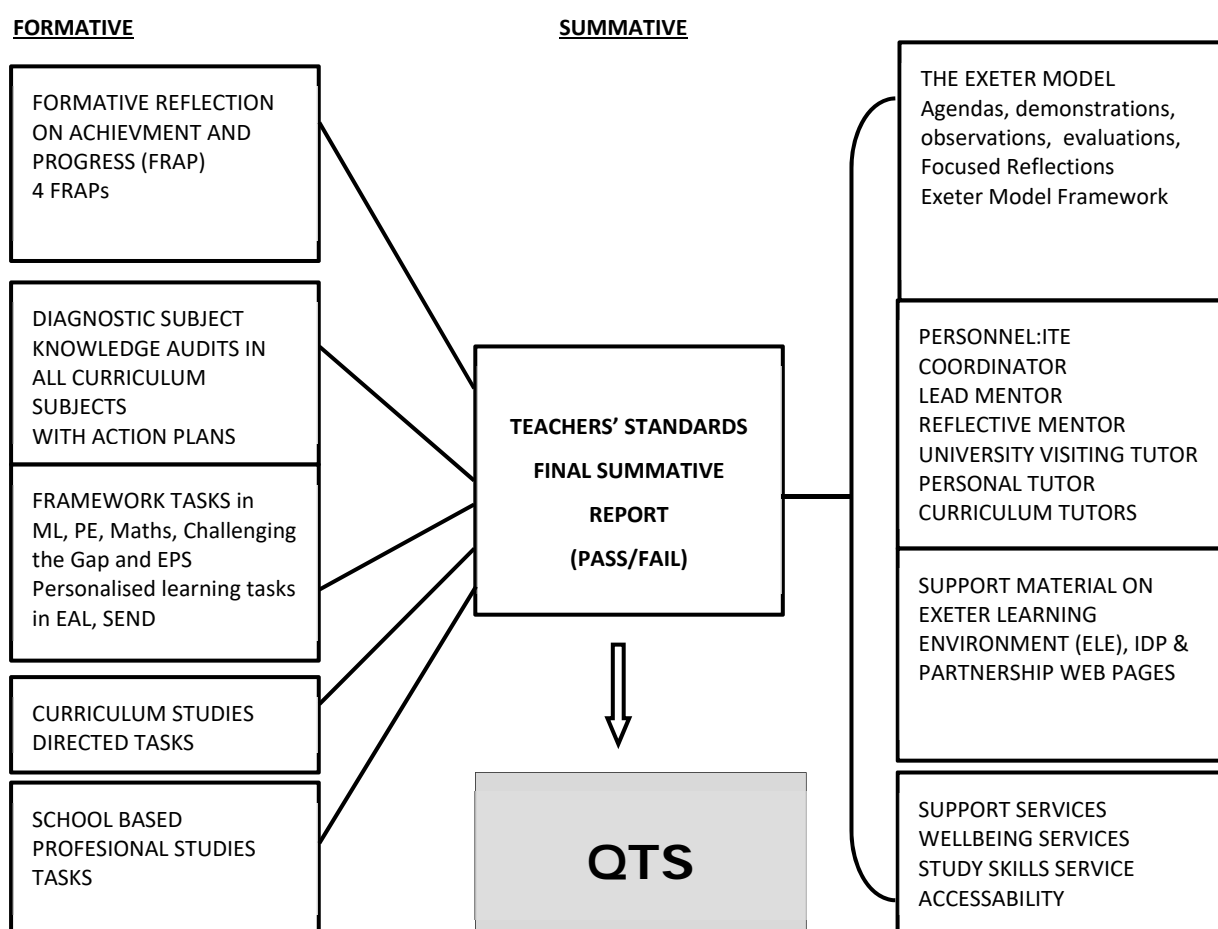 FORMATIVE
SUMMATIVE
FORMATIVE REFLECTION
ON ACHIEVMENT AND
PROGRESS (FRAP)
4 FRAPs
DIAGNOSTIC SUBJECT
KNOWLEDGE AUDITS IN
ALL CURRICULUM
SUBJECTS
WITH ACTION PLANS
FRAMEWORK TASKS in
ML, PE, Maths, Challenging
the Gap and EPS
Personalised learning tasks
in EAL, SEND
CURRICULUM STUDIES
DIRECTED TASKS
SCHOOL BASED
PROFESIONAL STUDIES
TASKS
TEACHERS’ STANDARDS
FINAL SUMMATIVE
REPORT
(PASS/FAIL)
QTS
THE EXETER MODEL
Agendas, demonstrations,
observations, evaluations,
Focused Reflections
Exeter Model Framework
PERSONNEL:ITE
COORDINATOR
LEAD MENTOR
REFLECTIVE MENTOR
UNIVERSITY VISITING TUTOR
PERSONAL TUTOR
CURRICULUM TUTORS
SUPPORT MATERIAL ON
EXETER LEARNING
ENVIRONMENT (ELE), IDP &
PARTNERSHIP WEB PAGES
SUPPORT SERVICES
WELLBEING SERVICES
STUDY SKILLS SERVICE
ACCESSABILITY